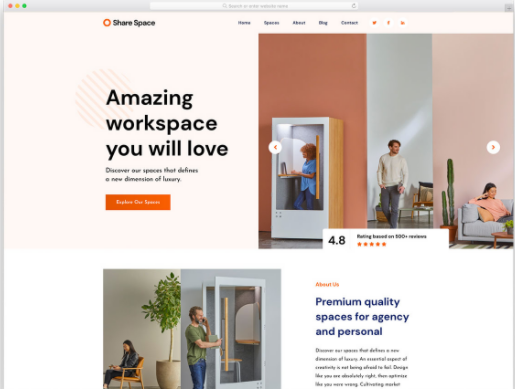 Search or enter website name
Share Space
Home Spaces About Blog Contact
Amazing
workspace
you will love
Discover our spaces that defines
a new dimension of luxury.
Explore Our Spaces
4.8
Rating based on 500+ reviews
About Us
Premium quality
spaces for agency
and personal
Discover our spaces that defines a new
dimension of luxury. An essential aspect of
creativity is not being afraid to fail. Design
like you are absolutely right, then optimise
like you were wrong. Cultivating market